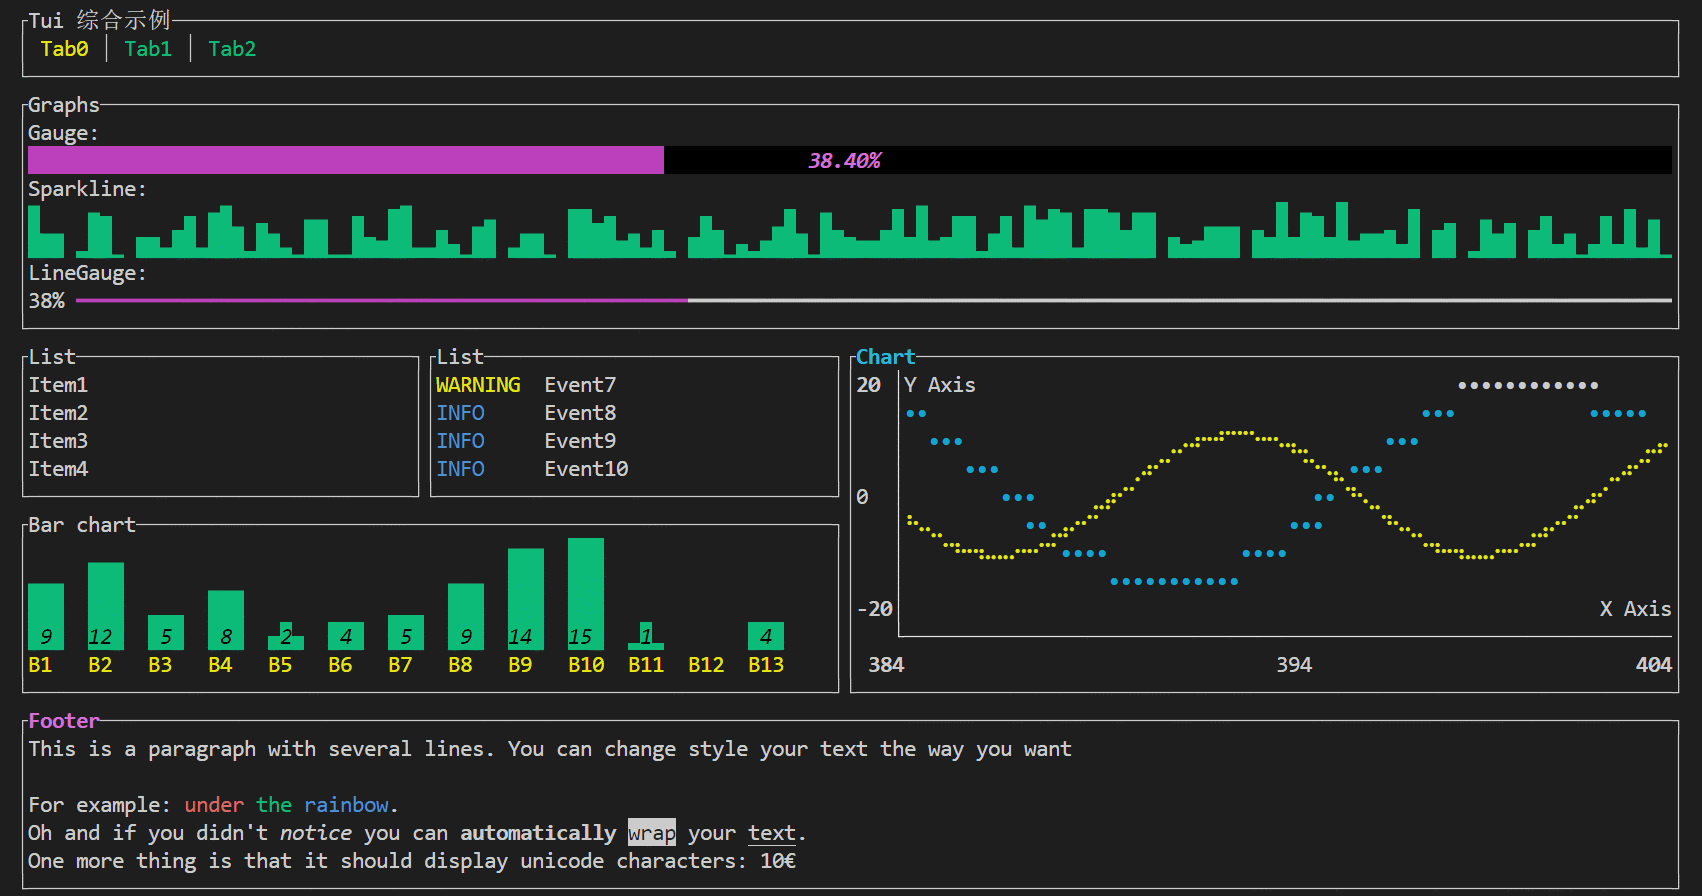 Tui 综合示例
Tab0 │ Tab1 │ Tab2
Graphs
Gauge:
38.40%
Sparkline:
LineGauge:
38%
List
Item1
Item2
Item3
Item4
List
WARNING Event7
INFO Event8
INFO Event9
INFO Event10
Bar chart
9 12 5 8 2 4 5 9 14 15 1 4
B1 B2 B3 B4 B5 B6 B7 B8 B9 B10 B11 B12 B13
Chart
20 Y Axis
0
-20 X Axis
384 394 404
Footer
This is a paragraph with several lines. You can change style your text the way you want
For example: under the rainbow.
Oh and if you didn't notice you can automatically wrap your text.
One more thing is that it should display unicode characters: 10€